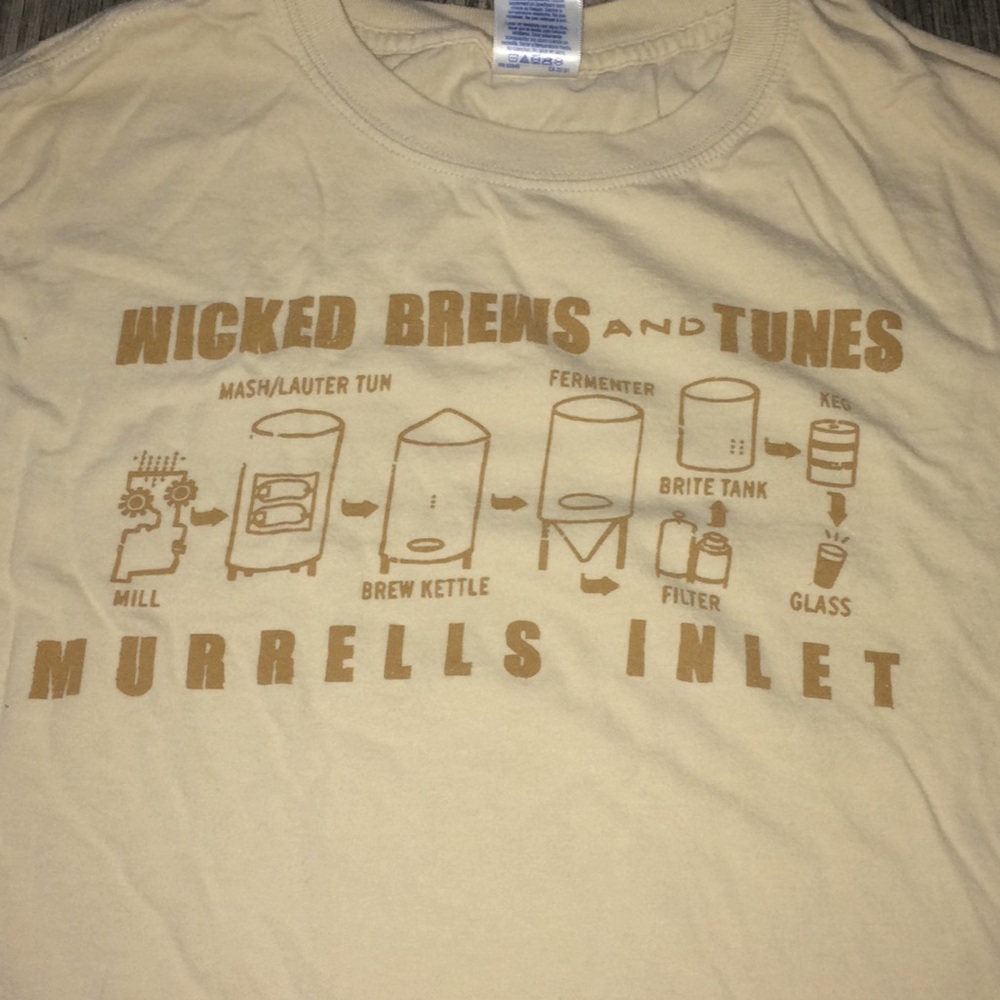 WICKED BREWS AND TUNES
MASH/LAUTER TUN
FERMENTER
KEG
BRITE TANK
MILL
BREW KETTLE
FILTER
GLASS
MURRELLS INLET